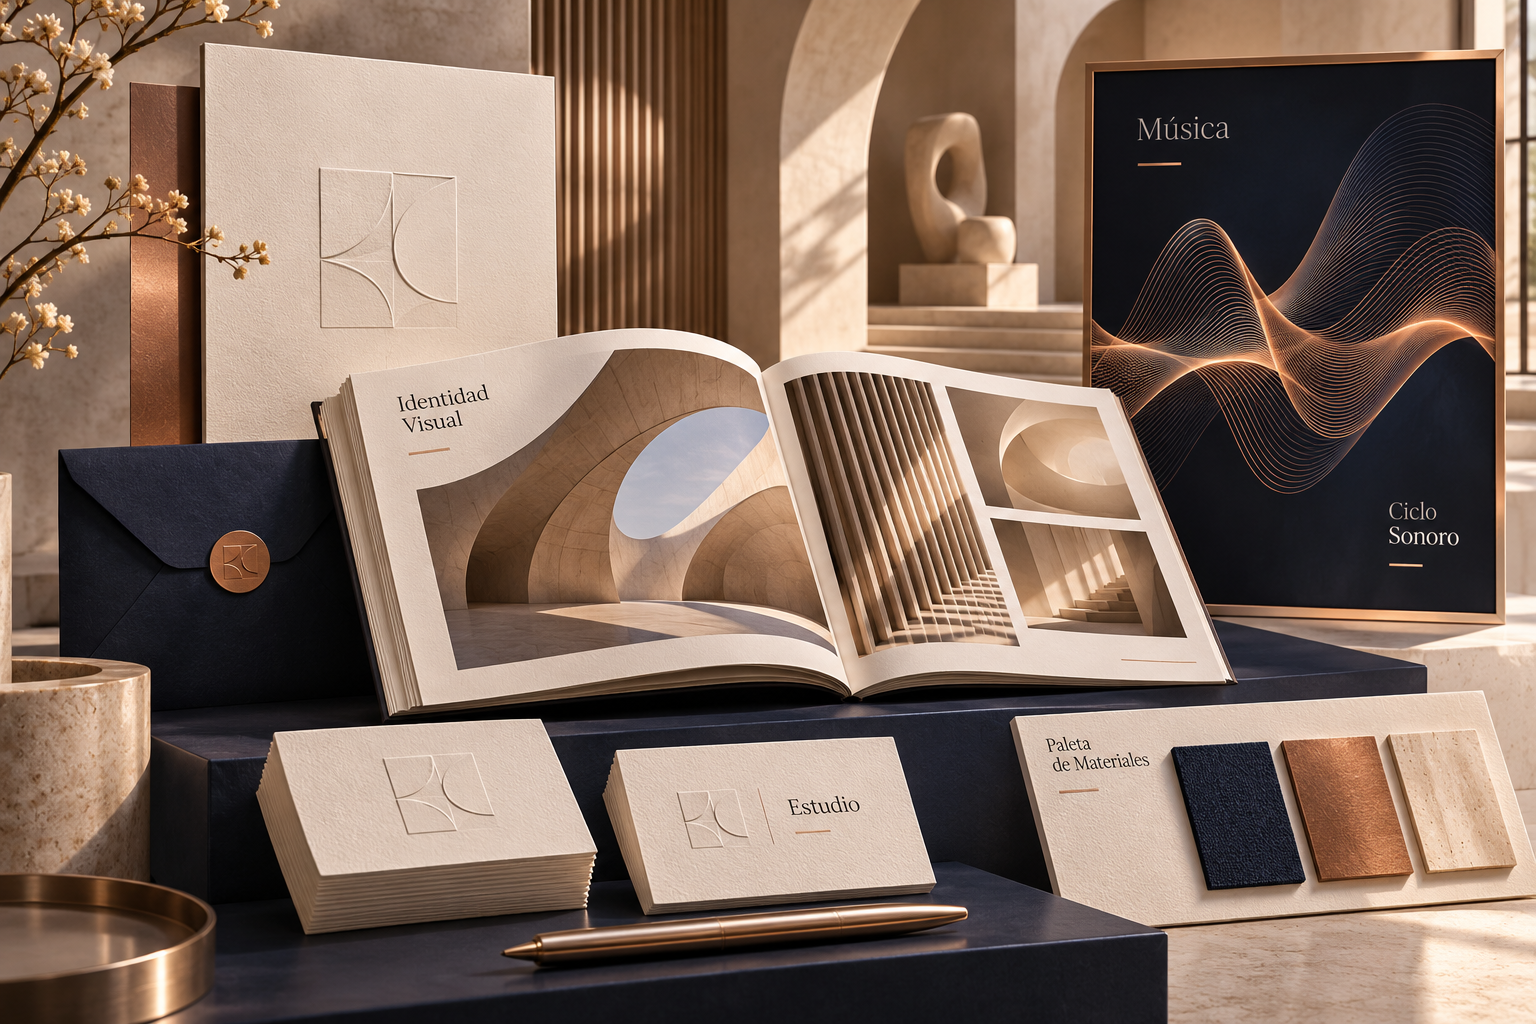 Música
Identidad
Visual
Ciclo
Sonoro
Paleta
de Materiales
Estudio